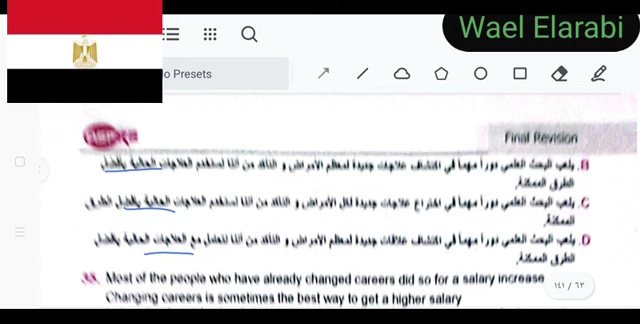 Wael Elarabi
o Presets
Final Revision
B. يلعب البحث العلمي دوراً مهماً في اكتشاف علاجات جديدة لمعظم الأمراض و التأكد من أننا نستخدم العلاجات الحالية بأفضل
الطرق الممكنة.
C. يلعب البحث العلمي دوراً مهماً في اختراع علاجات جديدة لكل الأمراض و التأكد من أننا نستخدم العلاجات الحالية بأفضل الطرق
الممكنة.
D. يلعب البحث العلمي دوراً مهماً في اكتشاف علاقات جديدة لمعظم الأمراض و التأكد من أننا نتعامل مع العلاجات الحالية بأفضل
الطرق الممكنة.
Most of the people who have already changed careers did so for a salary increase
Changing careers is sometimes the best way to get a higher salary
٦٣ / ١٤١